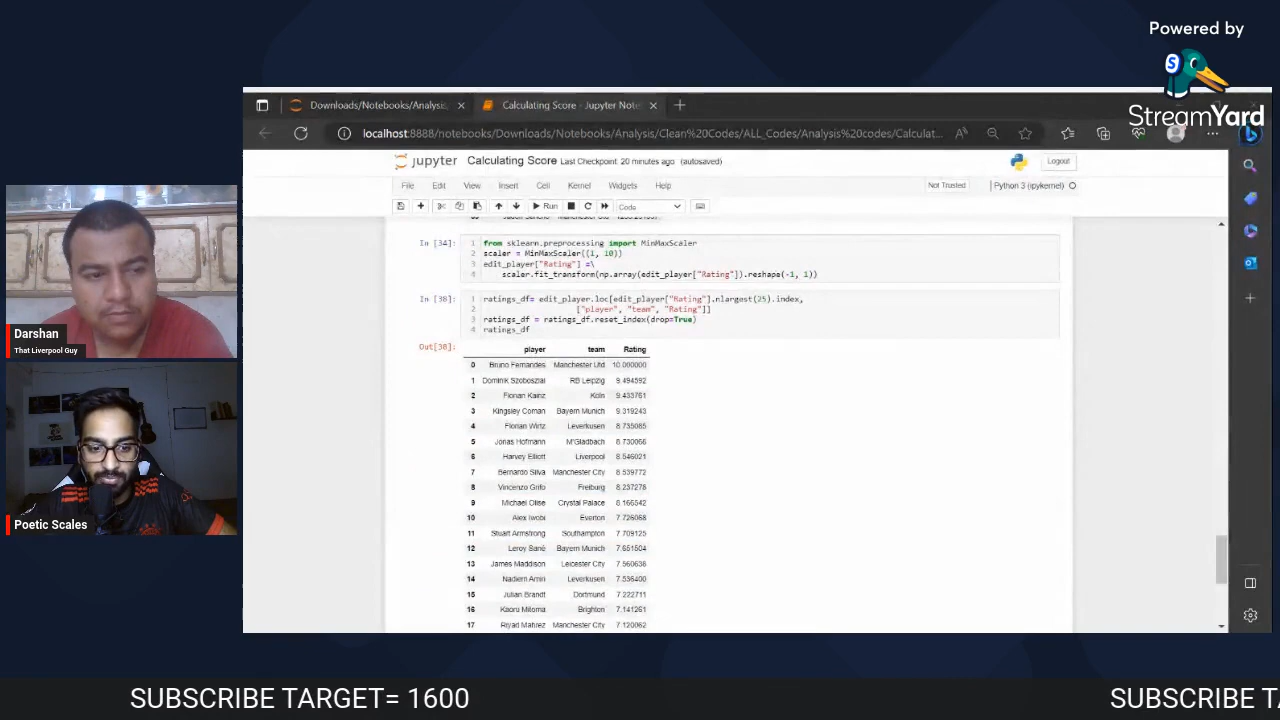 Powered by
S
StreamYard
Downloads/Notebooks/Analysis
Calculating Score - Jupyter Note
localhost:8888/notebooks/Downloads/Notebooks/Analysis/Clean%20Codes/ALL_Codes/Analysis%20codes/Calculat...
jupyter Calculating Score Last Checkpoint 20 minutes ago (autosaved)
Logout
File Edit View Insert Cell Kernel Widgets Help
Not Trusted
Python 3 (ipykernel)
Run
Code
In [34]:
1 from sklearn.preprocessing import MinMaxScaler
2 scaler = MinMaxScaler((1, 10))
3 edit_player["Rating"] =\
4 scaler.fit_transform(np.array(edit_player["Rating"]).reshape(-1, 1))
In [38]:
1 ratings_df= edit_player.loc[edit_player["Rating"].nlargest(25).index,
2 ["player", "team", "Rating"]]
3 ratings_df = ratings_df.reset_index(drop=True)
4 ratings_df
Out[38]:
player team Rating
0 Bruno Fernandes Manchester Utd 10.000000
1 Dominik Szoboszlai RB Leipzig 9.494592
2 Florian Kainz Köln 9.433761
3 Kingsley Coman Bayern Munich 9.319243
4 Florian Wirtz Leverkusen 8.735085
5 Jonas Hofmann M'Gladbach 8.730066
6 Harvey Elliott Liverpool 8.546021
7 Bernardo Silva Manchester City 8.539772
8 Vincenzo Grifo Freiburg 8.237278
9 Michael Olise Crystal Palace 8.166542
10 Alex Iwobi Everton 7.726068
11 Stuart Armstrong Southampton 7.709125
12 Leroy Sané Bayern Munich 7.651504
13 James Maddison Leicester City 7.560636
14 Nadiem Amiri Leverkusen 7.536400
15 Julian Brandt Dortmund 7.222711
16 Kaoru Mitoma Brighton 7.141261
17 Riyad Mahrez Manchester City 7.120062
Darshan
That Liverpool Guy
Poetic Scales
SUBSCRIBE TARGET= 1600
SUBSCRIBE TA